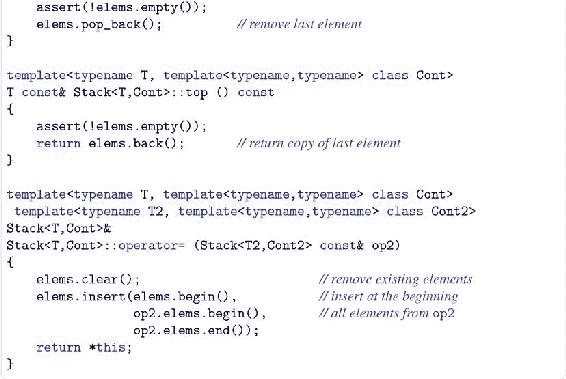 assert(!elems.empty());
elems.pop_back(); // remove last element
}
template<typename T, template<typename,typename> class Cont>
T const& Stack<T,Cont>::top () const
{
assert(!elems.empty());
return elems.back(); // return copy of last element
}
template<typename T, template<typename,typename> class Cont>
template<typename T2, template<typename,typename> class Cont2>
Stack<T,Cont>&
Stack<T,Cont>::operator= (Stack<T2,Cont2> const& op2)
{
elems.clear(); // remove existing elements
elems.insert(elems.begin(), // insert at the beginning
op2.elems.begin(), // all elements from op2
op2.elems.end());
return *this;
}